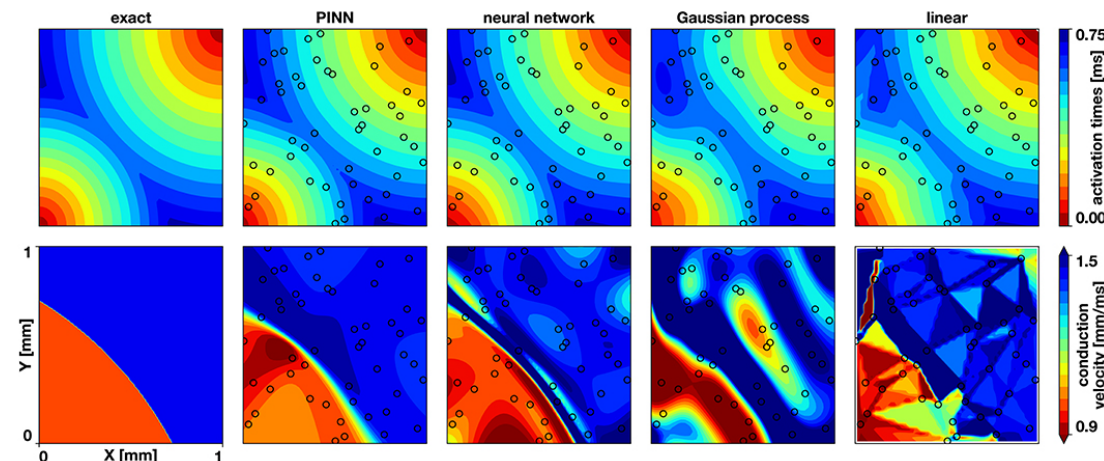 exact PINN neural network Gaussian process linear
0.75
activation times [ms]
0.00
1
Y [mm]
0
0 X [mm] 1
1.5
conduction
velocity [mm/ms]
0.9